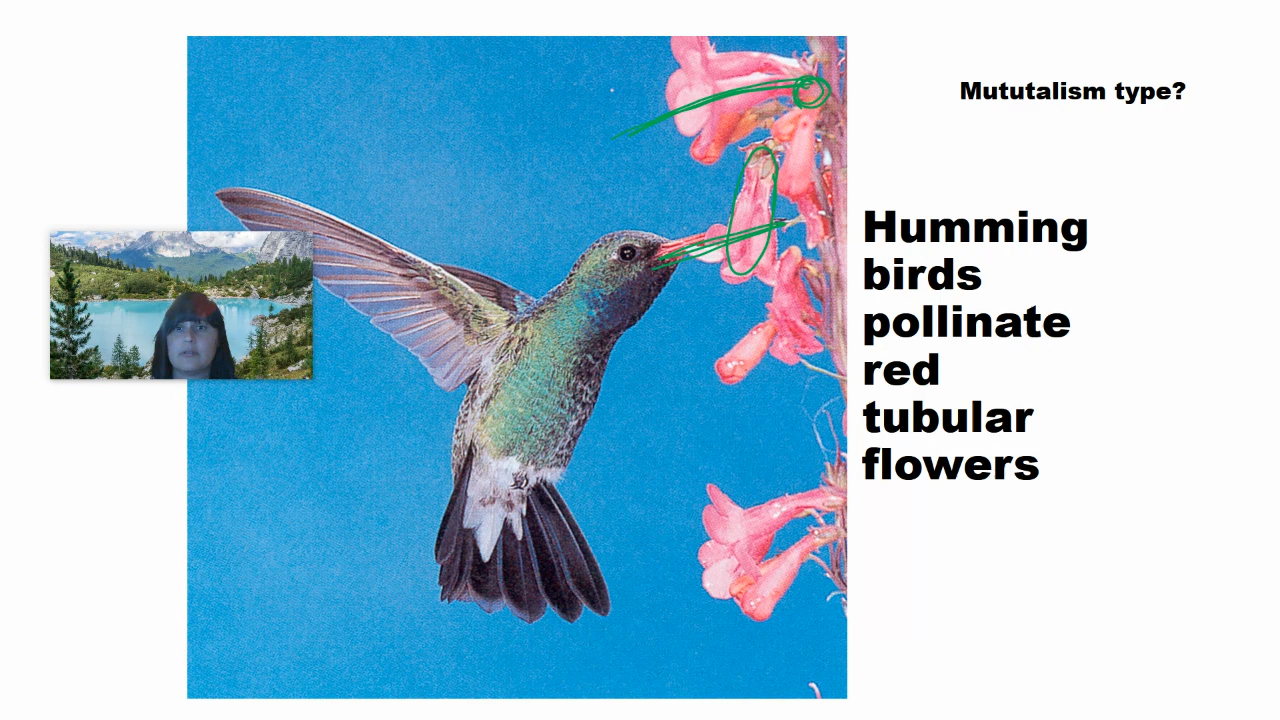 Mututalism type?
Humming
birds
pollinate
red
tubular
flowers